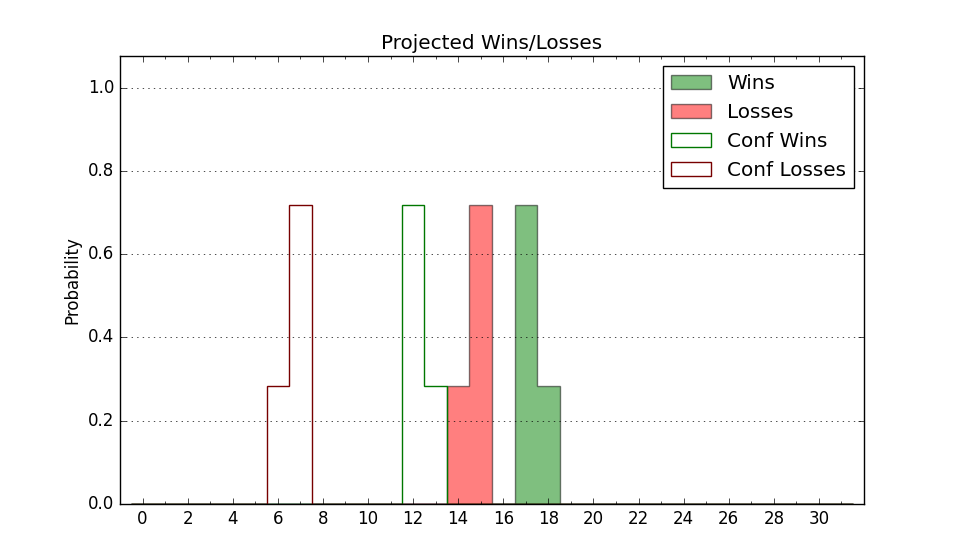 Projected Wins/Losses
Wins
Losses
Conf Wins
Conf Losses
Probability
1.0
0.8
0.6
0.4
0.2
0.0
0 2 4 6 8 10 12 14 16 18 20 22 24 26 28 30